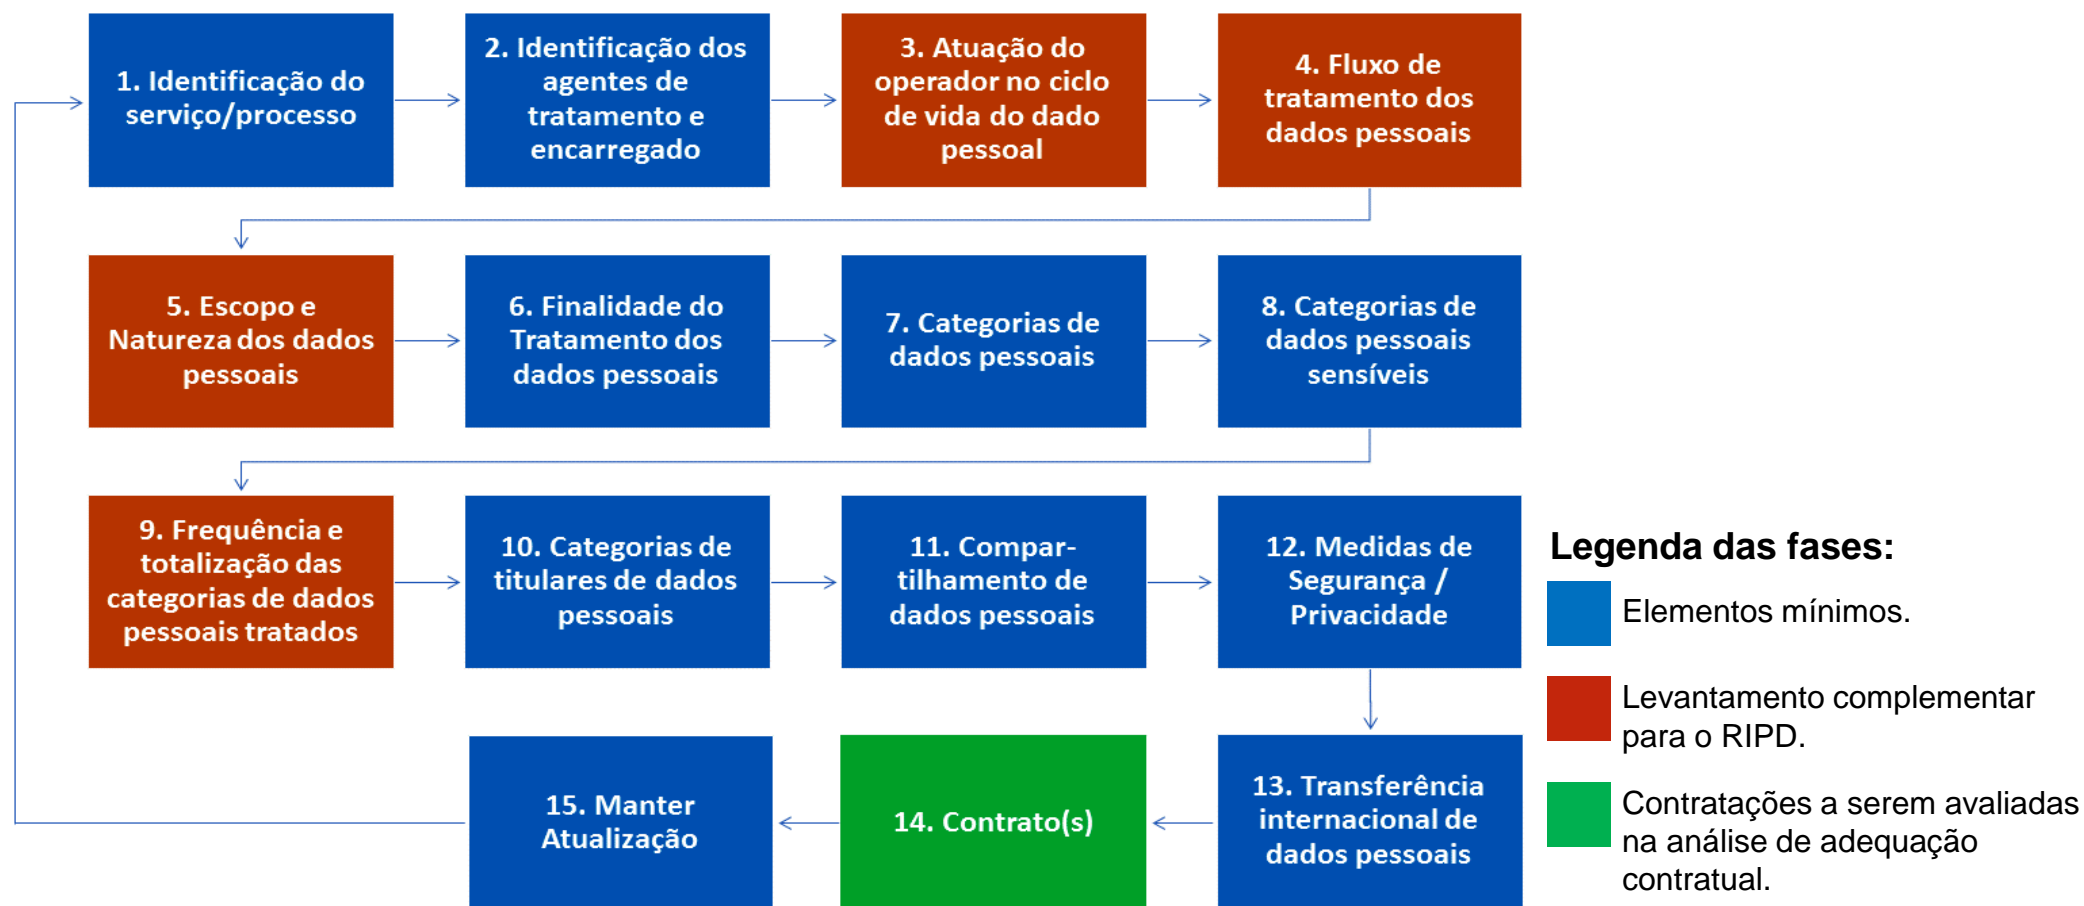 1. Identificação do
serviço/processo
2. Identificação dos
agentes de
tratamento e
encarregado
3. Atuação do
operador no ciclo
de vida do dado
pessoal
4. Fluxo de
tratamento dos
dados pessoais
5. Escopo e
Natureza dos dados
pessoais
6. Finalidade do
Tratamento dos
dados pessoais
7. Categorias de
dados pessoais
8. Categorias de
dados pessoais
sensíveis
9. Frequência e
totalização das
categorias de dados
pessoais tratados
10. Categorias de
titulares de dados
pessoais
11. Compar-
tilhamento de
dados pessoais
12. Medidas de
Segurança /
Privacidade
13. Transferência
internacional de
dados pessoais
14. Contrato(s)
15. Manter
Atualização
Legenda das fases:
Elementos mínimos.
Levantamento complementar
para o RIPD.
Contratações a serem avaliadas
na análise de adequação
contratual.